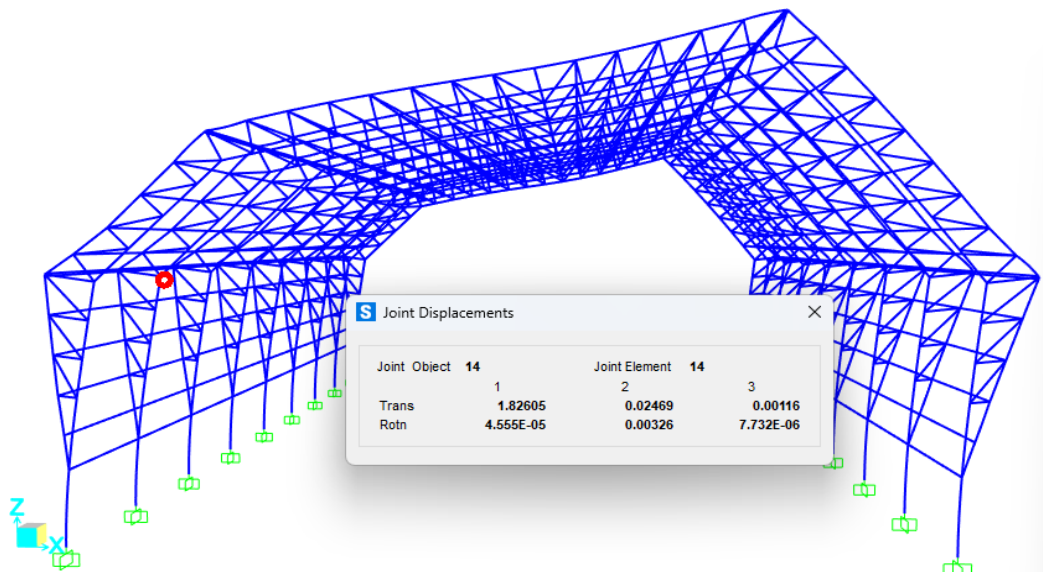 S Joint Displacements
Joint Object 14 Joint Element 14
1 2 3
Trans 1.82605 0.02469 0.00116
Rotn 4.555E-05 0.00326 7.732E-06
Z
X